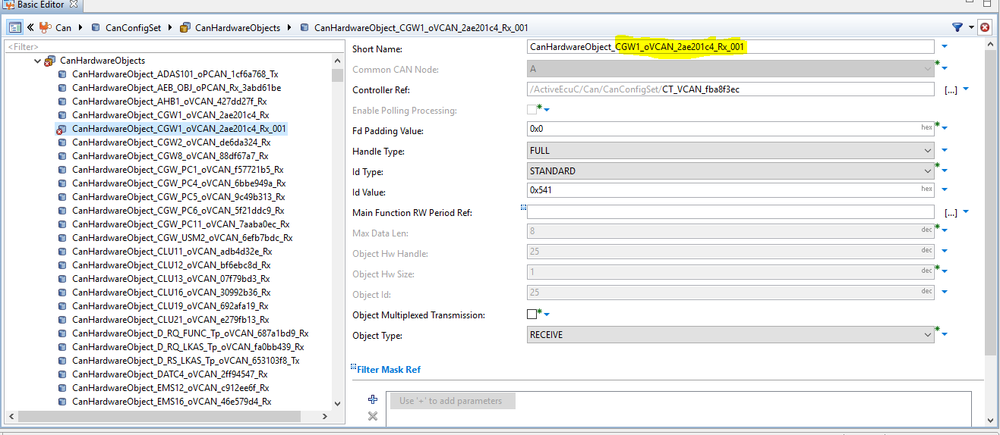 Basic Editor
Can CanConfigSet CanHardwareObjects CanHardwareObject_CGW1_oVCAN_2ae201c4_Rx_001
<Filter>
CanHardwareObjects
CanHardwareObject_ADAS101_oPCAN_1cf6a768_Tx
CanHardwareObject_AEB_OBJ_oPCAN_Rx_3abd61be
CanHardwareObject_AHB1_oVCAN_427dd27f_Rx
CanHardwareObject_CGW1_oVCAN_2ae201c4_Rx
CanHardwareObject_CGW1_oVCAN_2ae201c4_Rx_001
CanHardwareObject_CGW2_oVCAN_de6da324_Rx
CanHardwareObject_CGW8_oVCAN_88df67a7_Rx
CanHardwareObject_CGW_PC1_oVCAN_f57721b5_Rx
CanHardwareObject_CGW_PC4_oVCAN_6bbe949a_Rx
CanHardwareObject_CGW_PC5_oVCAN_9c49b313_Rx
CanHardwareObject_CGW_PC6_oVCAN_5f21ddc9_Rx
CanHardwareObject_CGW_PC11_oVCAN_7aaba0ec_Rx
CanHardwareObject_CGW_USM2_oVCAN_6efb7bdc_Rx
CanHardwareObject_CLU11_oVCAN_adb4d32e_Rx
CanHardwareObject_CLU12_oVCAN_bf6ebc8d_Rx
CanHardwareObject_CLU13_oVCAN_07f79bd3_Rx
CanHardwareObject_CLU16_oVCAN_30992b36_Rx
CanHardwareObject_CLU19_oVCAN_692afa19_Rx
CanHardwareObject_CLU21_oVCAN_e279fb13_Rx
CanHardwareObject_D_RQ_FUNC_Tp_oVCAN_687a1bd9_Rx
CanHardwareObject_D_RQ_LKAS_Tp_oVCAN_fa0bb439_Rx
CanHardwareObject_D_RS_LKAS_Tp_oVCAN_653103f8_Tx
CanHardwareObject_DATC4_oVCAN_2ff94547_Rx
CanHardwareObject_EMS12_oVCAN_c912ee6f_Rx
CanHardwareObject_EMS16_oVCAN_46e579d4_Rx
Short Name: CanHardwareObject_CGW1_oVCAN_2ae201c4_Rx_001
Common CAN Node: A
Controller Ref: /ActiveEcuC/Can/CanConfigSet/CT_VCAN_fba8f3ec [...]
Enable Polling Processing:
Fd Padding Value: 0x0 hex
Handle Type: FULL
Id Type: STANDARD
Id Value: 0x541 hex
Main Function RW Period Ref: [...]
Max Data Len: 8 dec
Object Hw Handle: 25 dec
Object Hw Size: 1 dec
Object Id: 25 dec
Object Multiplexed Transmission:
Object Type: RECEIVE
Filter Mask Ref
Use '+' to add parameters